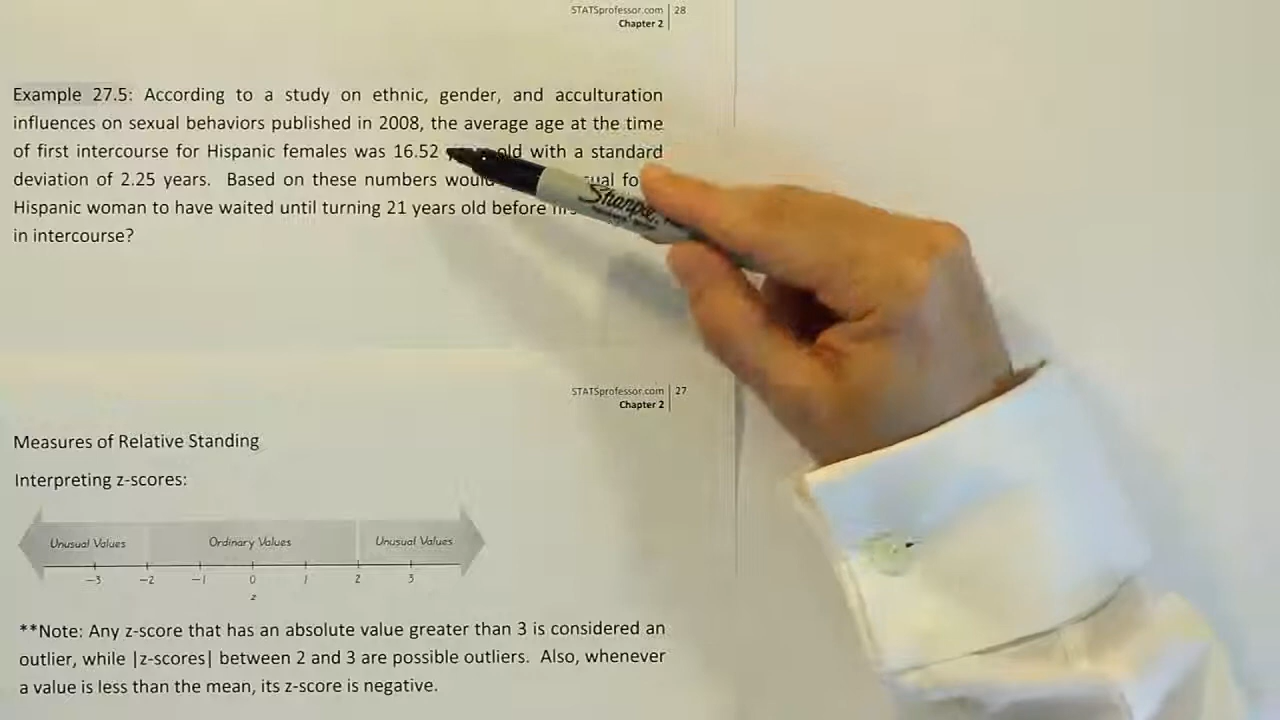 STATSprofessor.com | 28
Chapter 2
Example 27.5: According to a study on ethnic, gender, and acculturation
influences on sexual behaviors published in 2008, the average age at the time
of first intercourse for Hispanic females was 16.52 old with a standard
deviation of 2.25 years. Based on these numbers would
Hispanic woman to have waited until turning 21 years old before
in intercourse?
Sharpie
STATSprofessor.com | 27
Chapter 2
Measures of Relative Standing
Interpreting z-scores:
Unusual Values Ordinary Values Unusual Values
-3 -2 -1 0 1 2 3
z
**Note: Any z-score that has an absolute value greater than 3 is considered an
outlier, while |z-scores| between 2 and 3 are possible outliers. Also, whenever
a value is less than the mean, its z-score is negative.